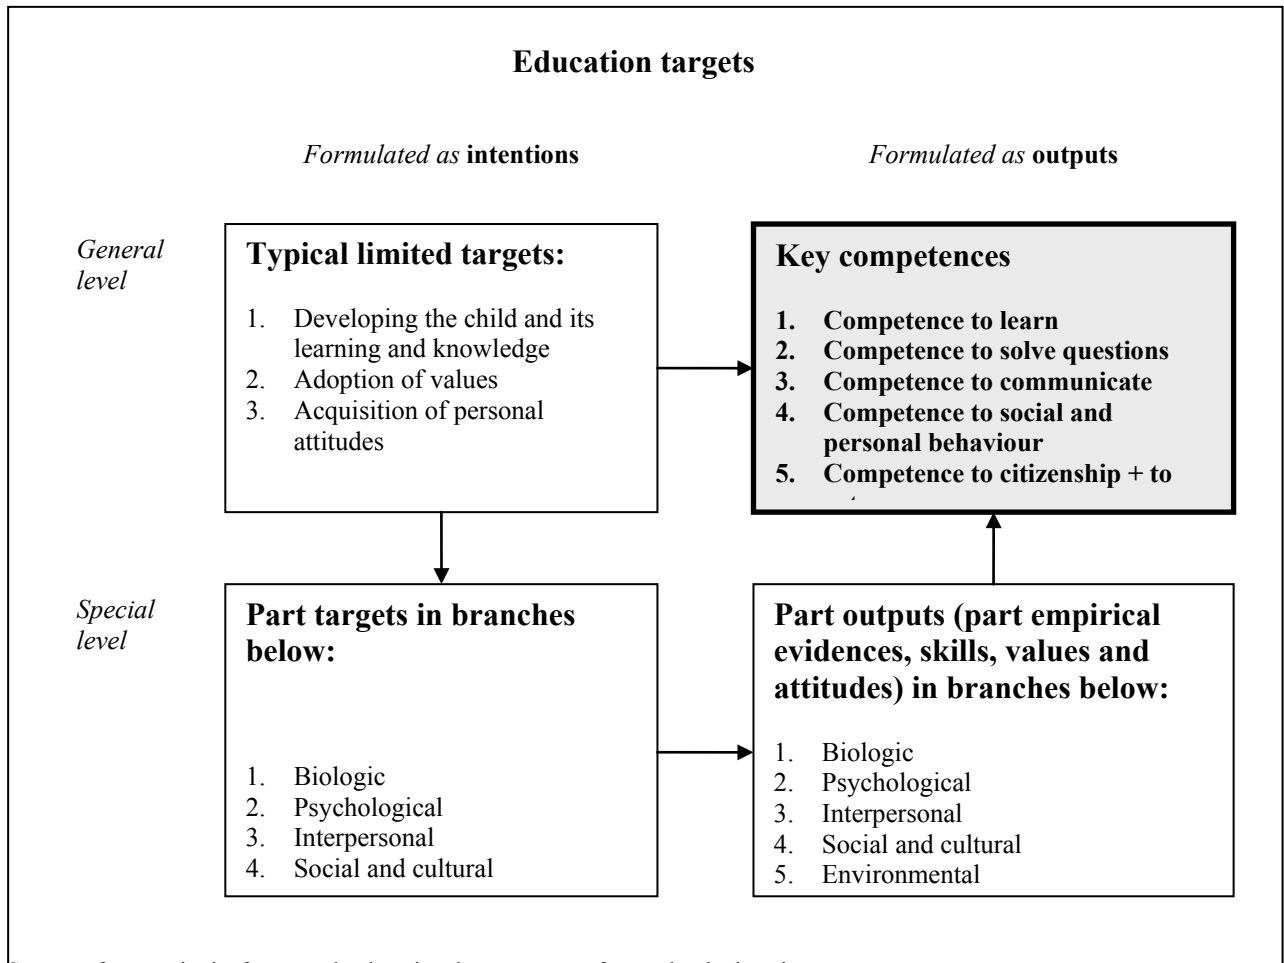 Education targets
Formulated as intentions
Formulated as outputs
General
level
Typical limited targets:
1. Developing the child and its
learning and knowledge
2. Adoption of values
3. Acquisition of personal
attitudes
Key competences
1. Competence to learn
2. Competence to solve questions
3. Competence to communicate
4. Competence to social and
personal behaviour
5. Competence to citizenship + to
Special
level
Part targets in branches
below:
1. Biologic
2. Psychological
3. Interpersonal
4. Social and cultural
Part outputs (part empirical
evidences, skills, values and
attitudes) in branches below:
1. Biologic
2. Psychological
3. Interpersonal
4. Social and cultural
5. Environmental